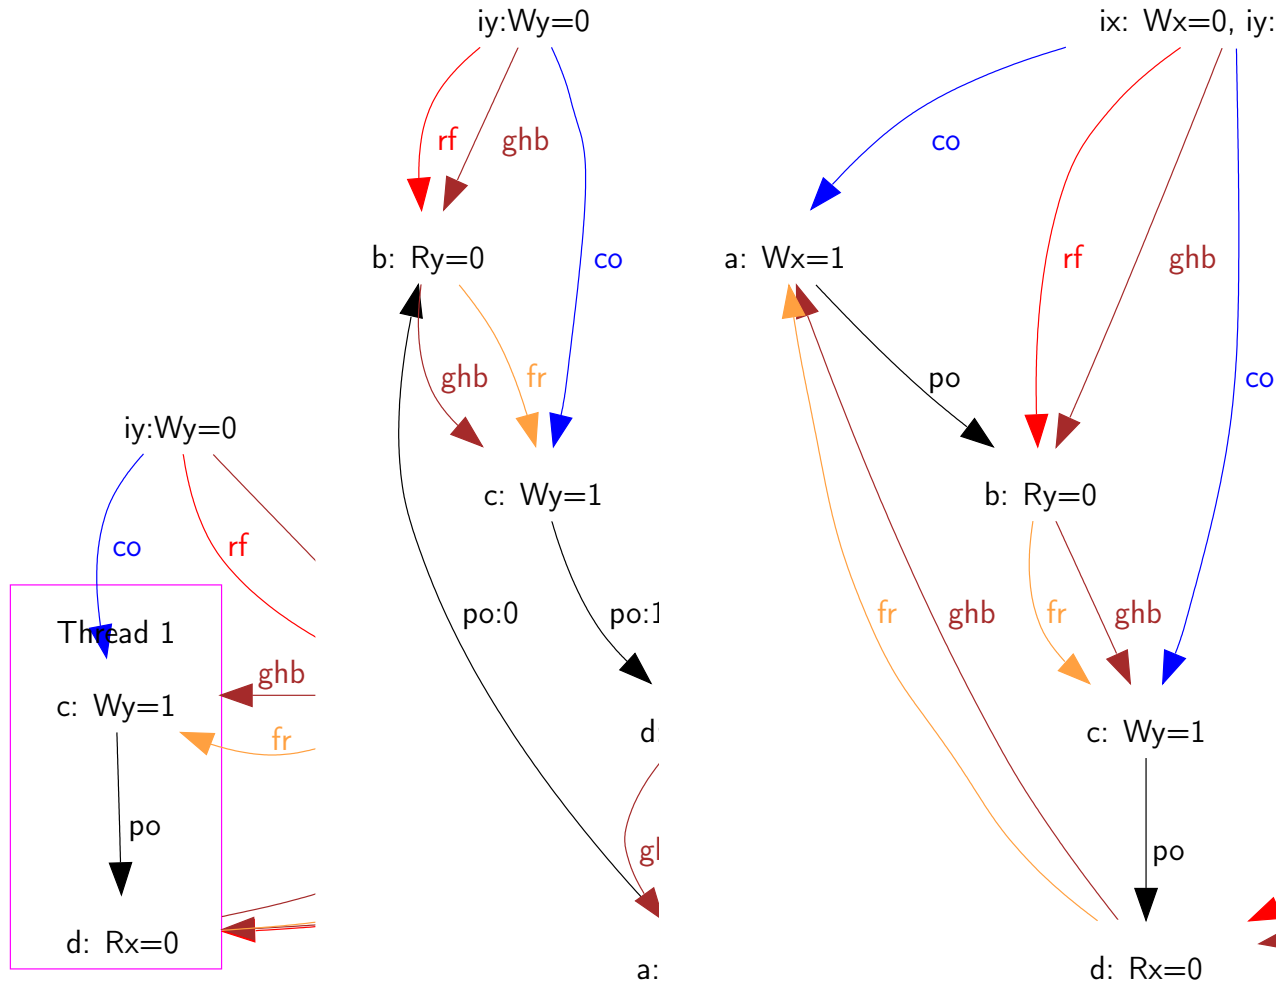 iy:Wy=0
co
rf
Thread 1
ghb
c: Wy=1
fr
po
d: Rx=0
iy:Wy=0
rf
ghb
b: Ry=0
co
ghb
fr
c: Wy=1
po:0
po:1
d:
a:
ix: Wx=0, iy:
co
a: Wx=1
rf
ghb
po
co
b: Ry=0
fr
ghb
fr
ghb
c: Wy=1
po
d: Rx=0